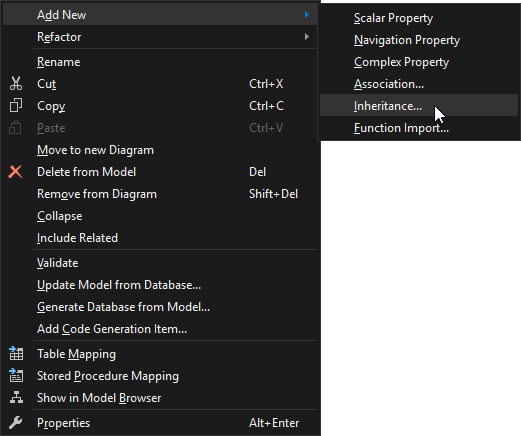 Add New
Refactor
Rename
Cut Ctrl+X
Copy Ctrl+C
Paste Ctrl+V
Move to new Diagram
Delete from Model Del
Remove from Diagram Shift+Del
Collapse
Include Related
Validate
Update Model from Database...
Generate Database from Model...
Add Code Generation Item...
Table Mapping
Stored Procedure Mapping
Show in Model Browser
Properties Alt+Enter
Scalar Property
Navigation Property
Complex Property
Association...
Inheritance...
Function Import...